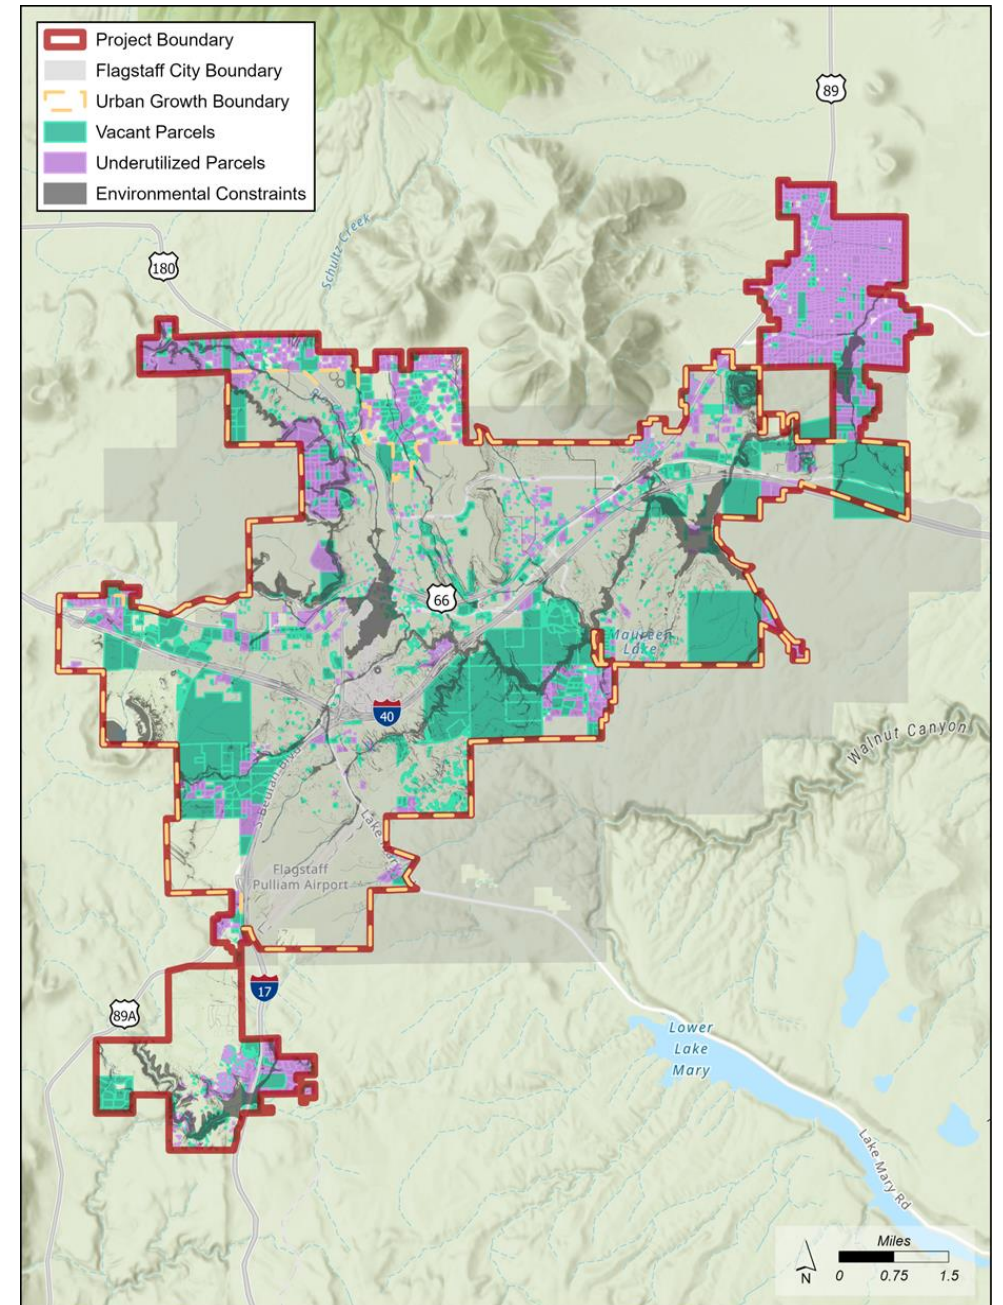 Project Boundary
Flagstaff City Boundary
Urban Growth Boundary
Vacant Parcels
Underutilized Parcels
Environmental Constraints
89
180
Schultz Creek
66
Maureen
Lake
40
Walnut Canyon
S Beulah
Lake
Flagstaff
Pulliam Airport
17
89A
Lower
Lake
Mary
Lake Mary Rd
Miles
N
0 0.75 1.5